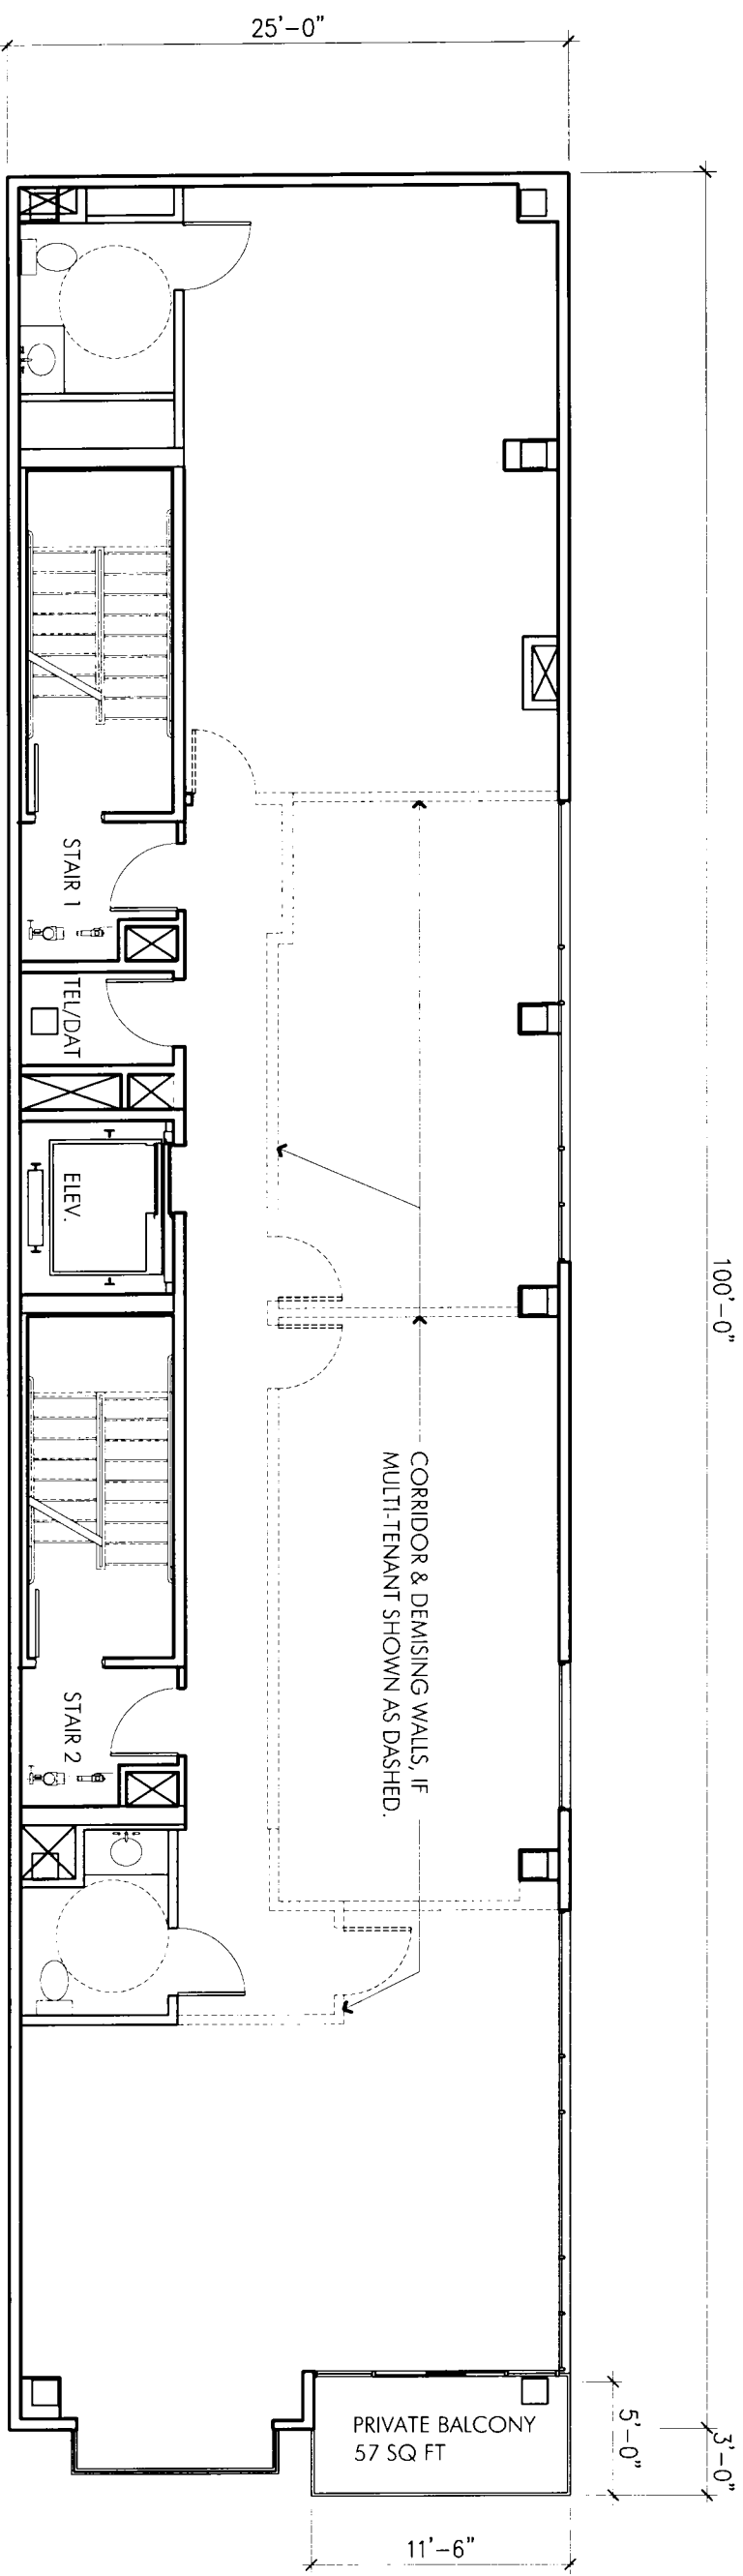 25'-0"
100'-0"
3'-0"
5'-0"
11'-6"
STAIR 1
TEL/DAT
ELEV.
STAIR 2
CORRIDOR & DEMISING WALLS, IF
MULTI-TENANT SHOWN AS DASHED.
PRIVATE BALCONY
57 SQ FT